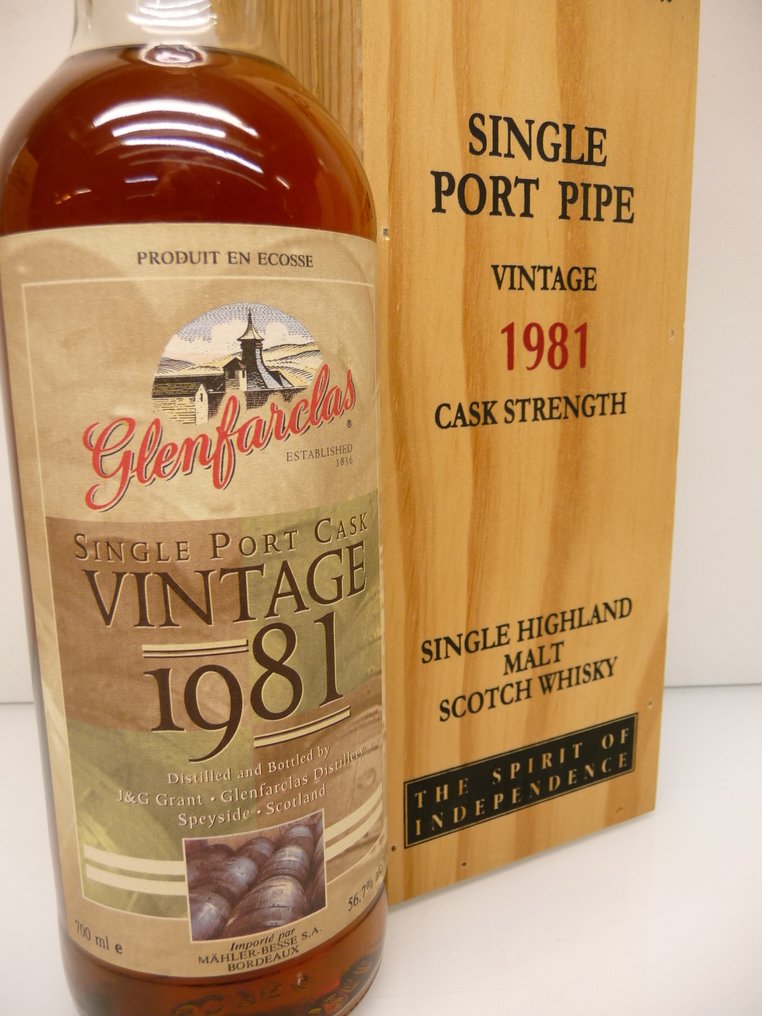 PRODUIT EN ECOSSE
Glenfarclas®
ESTABLISHED
1836
SINGLE PORT CASK
VINTAGE
1981
Distilled and Bottled by
J&G Grant • Glenfarclas Distillery
Speyside • Scotland
700 ml e
56.7%
Importé par
MÄHLER-BESSE S.A.
BORDEAUX
SINGLE
PORT PIPE
VINTAGE
1981
CASK STRENGTH
SINGLE HIGHLAND
MALT
SCOTCH WHISKY
THE SPIRIT OF
INDEPENDENCE